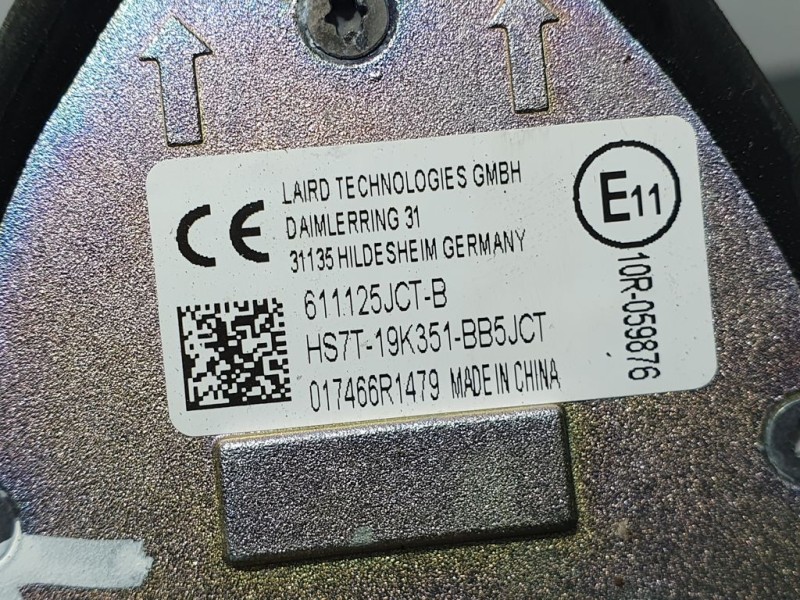 CE
LAIRD TECHNOLOGIES GMBH
DAIMLERRING 31
31135 HILDESHEIM GERMANY
611125JCT-B
HS7T-19K351-BB5JCT
017466R1479 MADE IN CHINA
E11
10R-059876